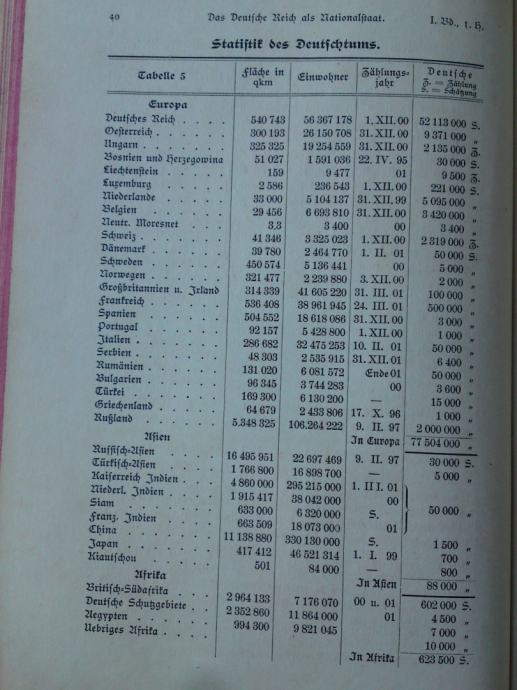 40 Das Deutsche Reich als Nationalstaat. I. Bd., 1. H.
Statistik des Deutschtums.
Tabelle 5 Fläche in qkm Einwohner Zählungs-jahr Deutsche Z. = Zählung S. = Schätzung
Europa
Deutsches Reich . . . . 540 743 56 367 178 1. XII. 00 52 113 000 S.
Oesterreich . . . . . 300 193 26 150 708 31. XII. 00 9 371 000 „
Ungarn . . . . . . 325 325 19 254 559 31. XII. 00 2 135 000 Z.
Bosnien und Herzegowina 51 027 1 591 036 22. IV. 95 30 000 S.
Liechtenstein . . . . 159 9 477 01 9 500 Z.
Luxemburg . . . . . 2 586 236 543 1. XII. 00 221 000 S.
Niederlande . . . . . 33 000 5 104 137 31. XII. 99 5 095 000 „
Belgien . . . . . . 29 456 6 693 810 31. XII. 00 3 420 000 „
Neutr. Moresnet . . . 3,3 3 400 00 3 400 „
Schweiz . . . . . . 41 346 3 325 023 1. XII. 00 2 319 000 Z.
Dänemark . . . . . 39 780 2 464 770 1. II. 01 50 000 S.
Schweden . . . . . 450 574 5 136 441 00 5 000 „
Norwegen . . . . . 321 477 2 239 880 3. XII. 00 2 000 „
Großbritannien u. Irland 314 339 41 605 220 31. III. 01 100 000 „
Frankreich . . . . . 536 408 38 961 945 24. III. 01 500 000 „
Spanien . . . . . . 504 552 18 618 086 31. XII. 00 3 000 „
Portugal . . . . . 92 157 5 428 800 1. XII. 00 1 000 „
Italien . . . . . . 286 682 32 475 253 10. II. 01 50 000 „
Serbien . . . . . . 48 303 2 535 915 31. XII. 01 6 400 „
Rumänien . . . . . 131 020 6 081 572 Ende 01 50 000 „
Bulgarien . . . . . 96 345 3 744 283 00 3 600 „
Türkei . . . . . . 169 300 6 130 200 — 15 000 „
Griechenland . . . . 64 679 2 433 806 17. X. 96 1 000 „
Rußland . . . . . . 5 348 325 106 264 222 9. II. 97 2 000 000 „
In Europa 77 504 000 „
Asien
Russisch-Asien . . . . 16 495 951 22 697 469 9. II. 97 30 000 S.
Türkisch-Asien . . . . 1 766 800 16 898 700 — 5 000 „
Kaiserreich Indien . . . 4 860 000 295 215 000 1. III. 01
Niederl. Indien . . . . 1 915 417 38 042 000 00
Siam . . . . . 633 000 6 320 000 S. 50 000 „
Franz. Indien . . . . 663 509 18 073 000 01
China . . . . . 11 138 880 330 130 000 S. 1 500 „
Japan . . . . . 417 412 46 521 314 1. I. 99 700 „
Kiautschou . . . . . 501 84 000 — 800 „
In Asien 88 000 „
Afrika
Britisch-Südafrika . . . 2 964 133 7 176 070 00 u. 01 602 000 S.
Deutsche Schutzgebiete . . 2 352 860 11 864 000 01 4 500 „
Aegypten . . . . . 994 300 9 821 045 7 000 „
Uebriges Afrika . . . . 10 000 „
In Afrika 623 500 S.